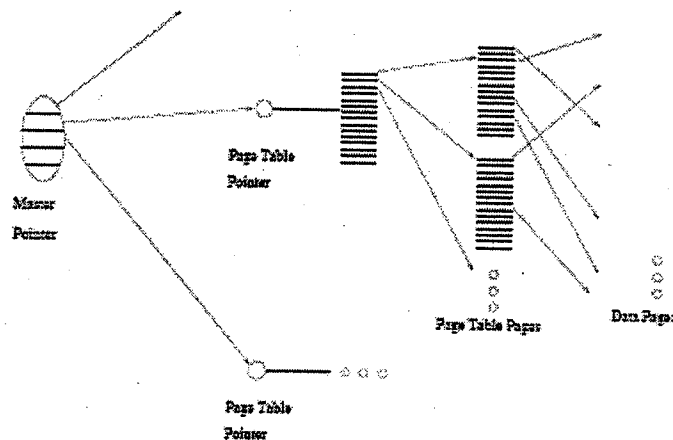 Page Table
Pointer
Master
Pointer
Page Table Pages
Data Pages
Page Table
Pointer